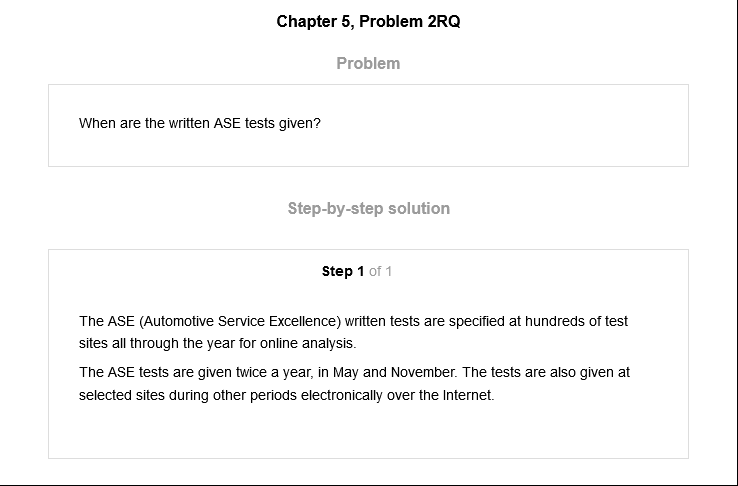 Chapter 5, Problem 2RQ
Problem
When are the written ASE tests given?
Step-by-step solution
Step 1 of 1
The ASE (Automotive Service Excellence) written tests are specified at hundreds of test
sites all through the year for online analysis.
The ASE tests are given twice a year, in May and November. The tests are also given at
selected sites during other periods electronically over the Internet.